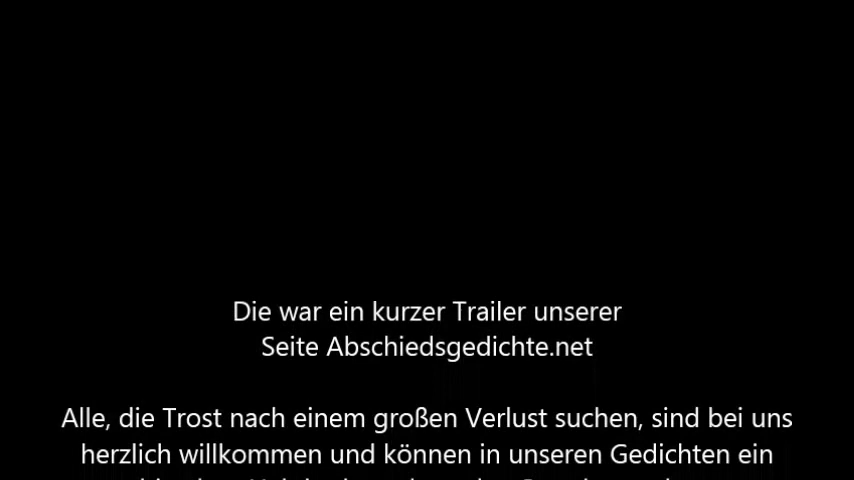 Die war ein kurzer Trailer unserer
Seite Abschiedsgedichte.net
Alle, die Trost nach einem großen Verlust suchen, sind bei uns
herzlich willkommen und können in unseren Gedichten ein